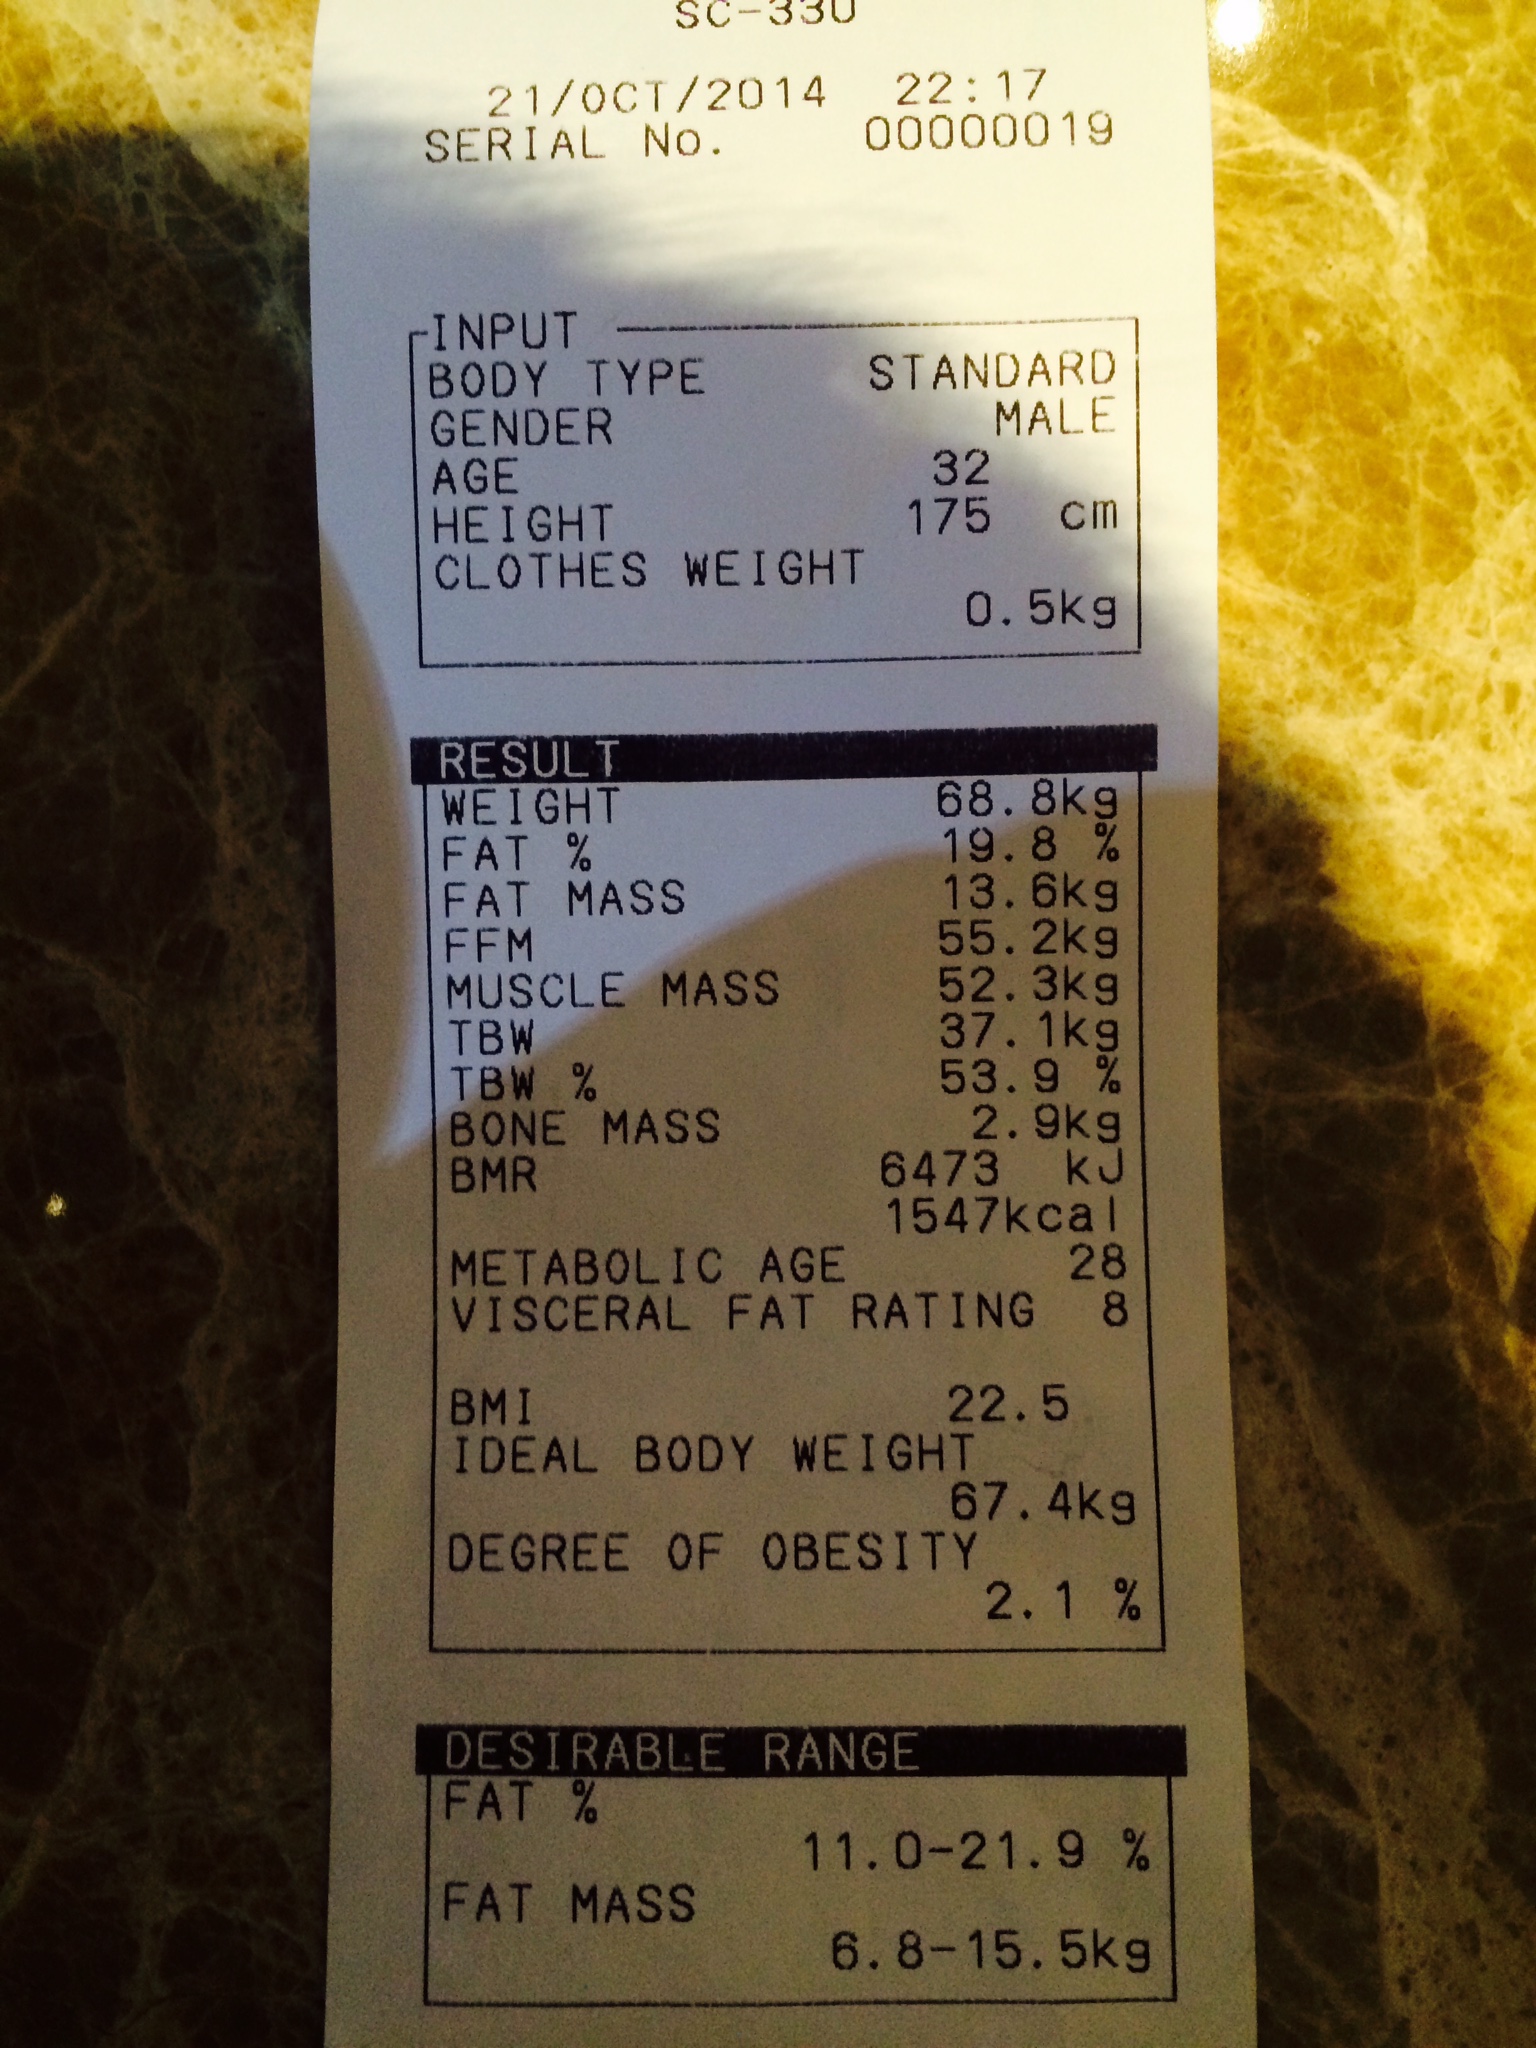 SC-330
21/OCT/2014 22:17
SERIAL No. 00000019
INPUT
BODY TYPE STANDARD
GENDER MALE
AGE 32
HEIGHT 175 cm
CLOTHES WEIGHT
0.5kg
RESULT
WEIGHT 68.8kg
FAT % 19.8 %
FAT MASS 13.6kg
FFM 55.2kg
MUSCLE MASS 52.3kg
TBW 37.1kg
TBW % 53.9 %
BONE MASS 2.9kg
BMR 6473 kJ
1547kcal
METABOLIC AGE 28
VISCERAL FAT RATING 8
BMI 22.5
IDEAL BODY WEIGHT
67.4kg
DEGREE OF OBESITY
2.1 %
DESIRABLE RANGE
FAT %
11.0-21.9 %
FAT MASS
6.8-15.5kg